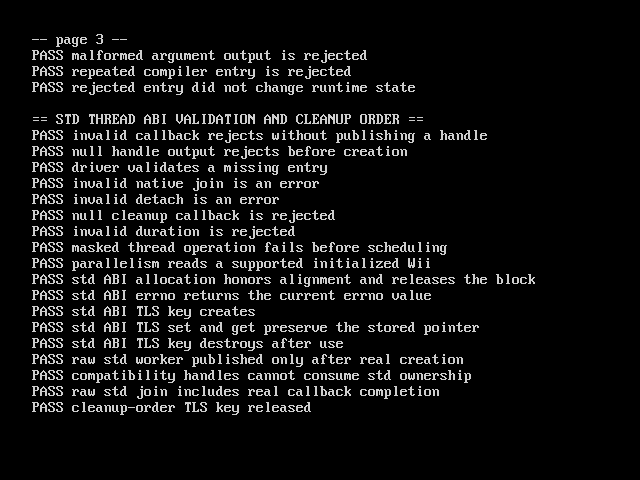 -- page 3 --
PASS malformed argument output is rejected
PASS repeated compiler entry is rejected
PASS rejected entry did not change runtime state
== STD THREAD ABI VALIDATION AND CLEANUP ORDER ==
PASS invalid callback rejects without publishing a handle
PASS null handle output rejects before creation
PASS driver validates a missing entry
PASS invalid native join is an error
PASS invalid detach is an error
PASS null cleanup callback is rejected
PASS invalid duration is rejected
PASS masked thread operation fails before scheduling
PASS parallelism reads a supported initialized Wii
PASS std ABI allocation honors alignment and releases the block
PASS std ABI errno returns the current errno value
PASS std ABI TLS key creates
PASS std ABI TLS set and get preserve the stored pointer
PASS std ABI TLS key destroys after use
PASS raw std worker published only after real creation
PASS compatibility handles cannot consume std ownership
PASS raw std join includes real callback completion
PASS cleanup-order TLS key released